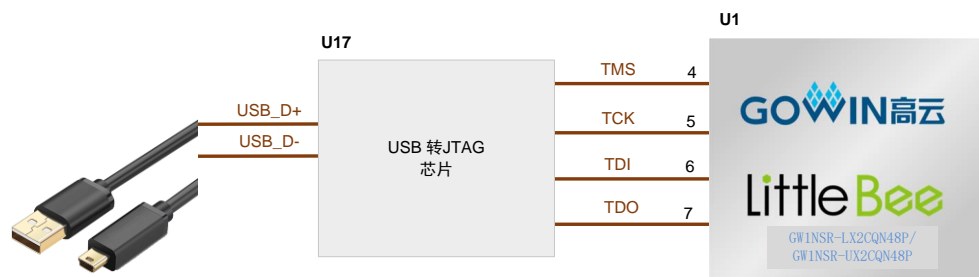 U1
U17
USB_D+
USB_D-
USB 转JTAG
芯片
TMS 4
TCK 5
TDI 6
TDO 7
GOWIN高云
LittleBee
GW1NSR-LX2CQN48P/
GW1NSR-UX2CQN48P